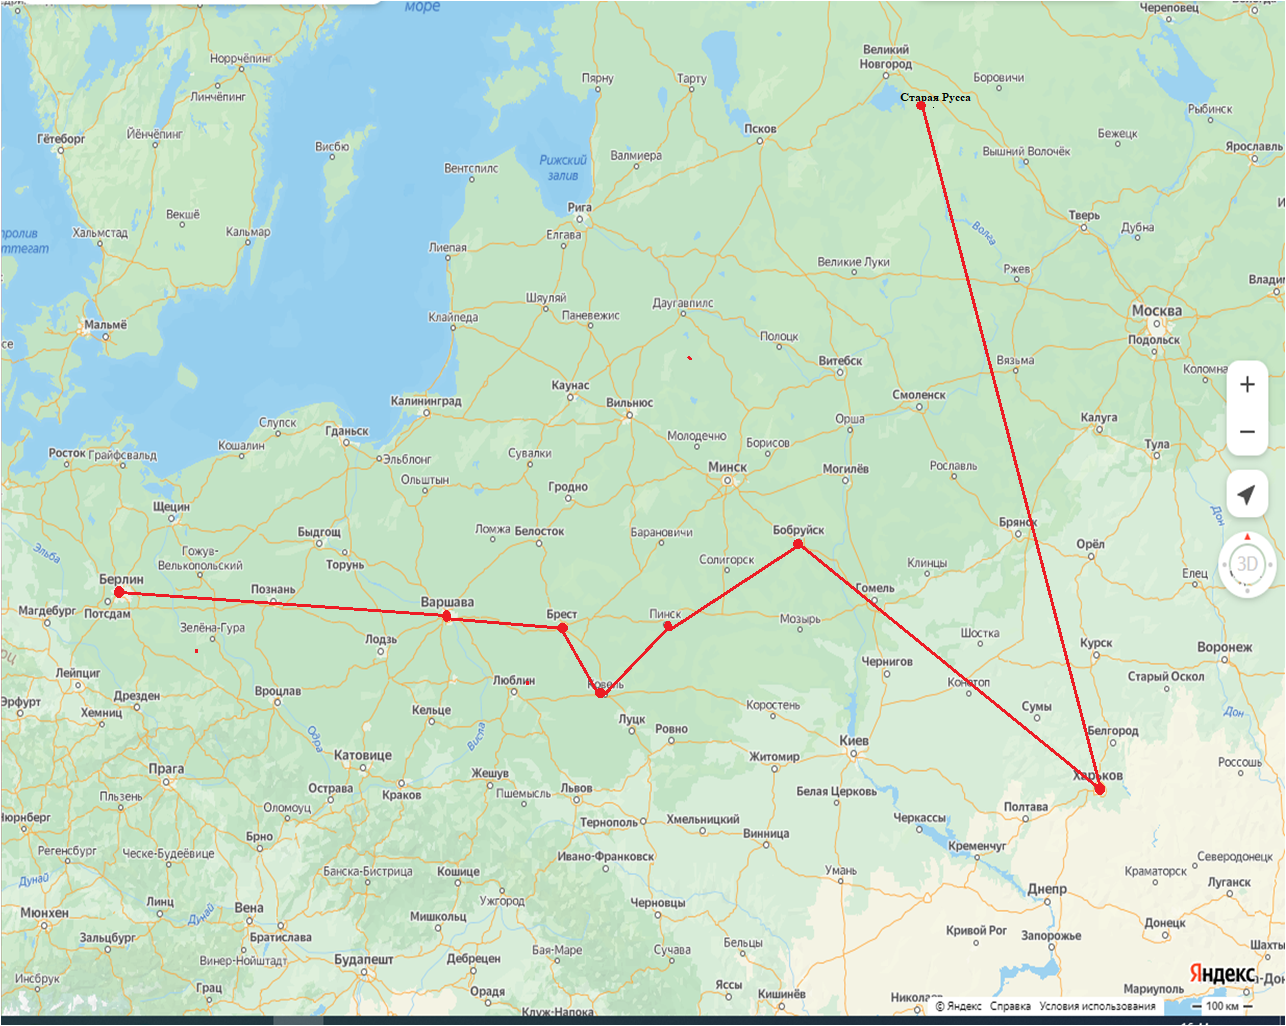 море
Череповец
Великий
Новгород
Норрчёпинг
Пярну
Тарту
Боровичи
Линчёпинг
Старая Русса
Рыбинск
Гётеборг
Йёнчёпинг
Висбю
Псков
Бежецк
Ярославль
Рижский
залив
Валмиера
Вышний Волочёк
Вентспилс
Векшё
Рига
Тверь
Дубна
Хальмстад
Кальмар
Елгава
Волга
Лиепая
Великие Луки
Ржев
Шяуляй
Даугавпилс
Клайпеда
Паневежис
Москва
Мальмё
Полоцк
Подольск
Витебск
Вязьма
Коломна
Каунас
Смоленск
Калининград
Вильнюс
Орша
Калуга
Слупск
Гданьск
Молодечно
Борисов
Тула
Кошалин
Росток
Грайфсвальд
Эльблонг
Сувалки
Минск
Могилёв
Рославль
Ольштын
Гродно
Щецин
Дон
Быдгощ
Ломжа
Белосток
Барановичи
Бобруйск
Брянск
Эльба
Гожув-
Велькопольский
Торунь
Солигорск
Клинцы
Орёл
3D
Берлин
Познань
Гомель
Елец
Магдебург
Потсдам
Варшава
Брест
Пинск
Мозырь
Зелёна-Гура
Лодзь
Шостка
Курск
Воронеж
Чернигов
Лейпциг
Люблин
Ковель
Конотоп
Старый Оскол
Эрфурт
Дрезден
Вроцлав
Хемниц
Кельце
Луцк
Коростень
Сумы
Дон
Одра
Висла
Ровно
Белгород
Киев
Катовице
Житомир
Россошь
Прага
Жешув
Харьков
Пльзень
Острава
Краков
Пшемысль
Львов
Белая Церковь
Полтава
Оломоуц
Нюрнберг
Тернополь
Хмельницкий
Черкассы
Брно
Винница
Кременчуг
Регенсбург
Ческе-Будеёвице
Ивано-Франковск
Северодонецк
Банска-Бистрица
Кошице
Умань
Краматорск
Дунай
Днепр
Луганск
Линц
Ужгород
Черновцы
Мюнхен
Дунай
Вена
Мишкольц
Донецк
Зальцбург
Братислава
Кривой Рог
Запорожье
Бельцы
Шахты
Бая-Маре
Сучава
Винер-Нойштадт
Будапешт
Дебрецен
Инсбрук
Яндекс
Грац
Орадя
Яссы
Кишинёв
Мариуполь
Клуж-Напока
© Яндекс Справка Условия использования
100 км